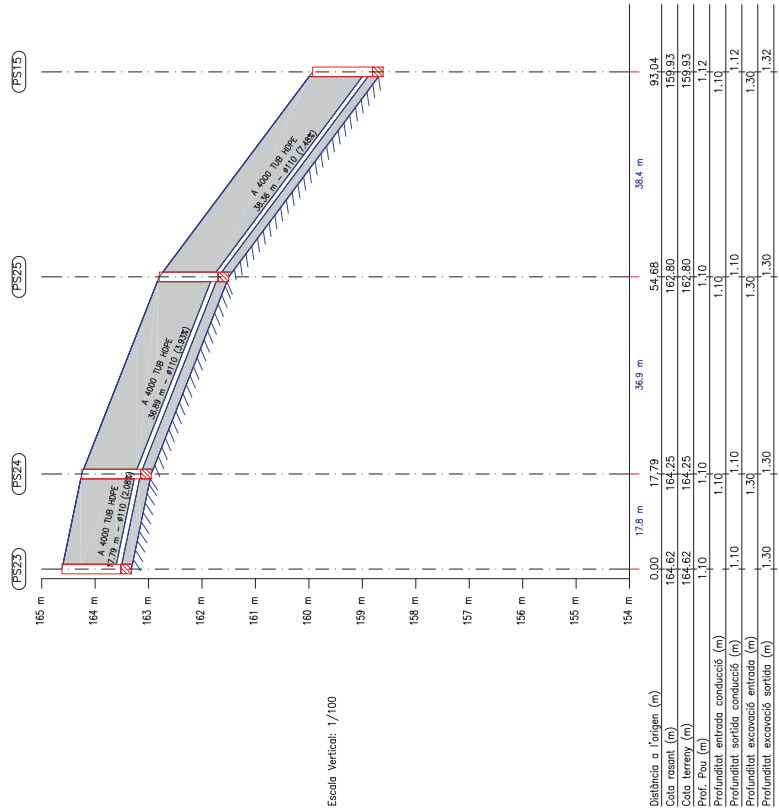 PS23
PS24
PS25
PS15
165 m
164 m
163 m
162 m
161 m
160 m
159 m
158 m
157 m
156 m
155 m
154 m
A 4000 TUB HDPE
17.79 m - ø110 (2.08%)
A 4000 TUB HDPE
36.89 m - ø110 (3.93%)
A 4000 TUB HDPE
38.36 m - ø110 (7.48%)
Escala Vertical: 1/100
17.8 m
36.9 m
38.4 m
Distància a l'origen (m) 0.00 17.79 54.68 93.04
Cota rasant (m) 164.62 164.25 162.80 159.93
Cota terreny (m) 164.62 164.25 162.80 159.93
Prof. Pou (m) 1.10 1.10 1.10 1.12
Profunditat entrada conducció (m) 1.10 1.10 1.10
Profunditat sortida conducció (m) 1.10 1.10 1.10 1.12
Profunditat excavació entrada (m) 1.30 1.30 1.30
Profunditat excavació sortida (m) 1.30 1.30 1.30 1.32